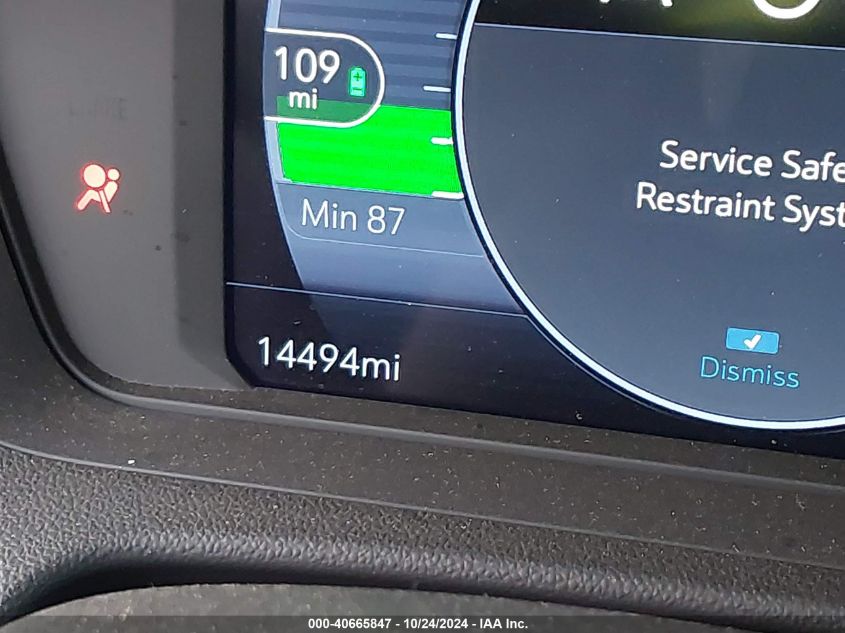 109
mi
Service Safe
Restraint Syst
Min 87
14494mi
Dismiss
000-40665847 - 10/24/2024 - IAA Inc.